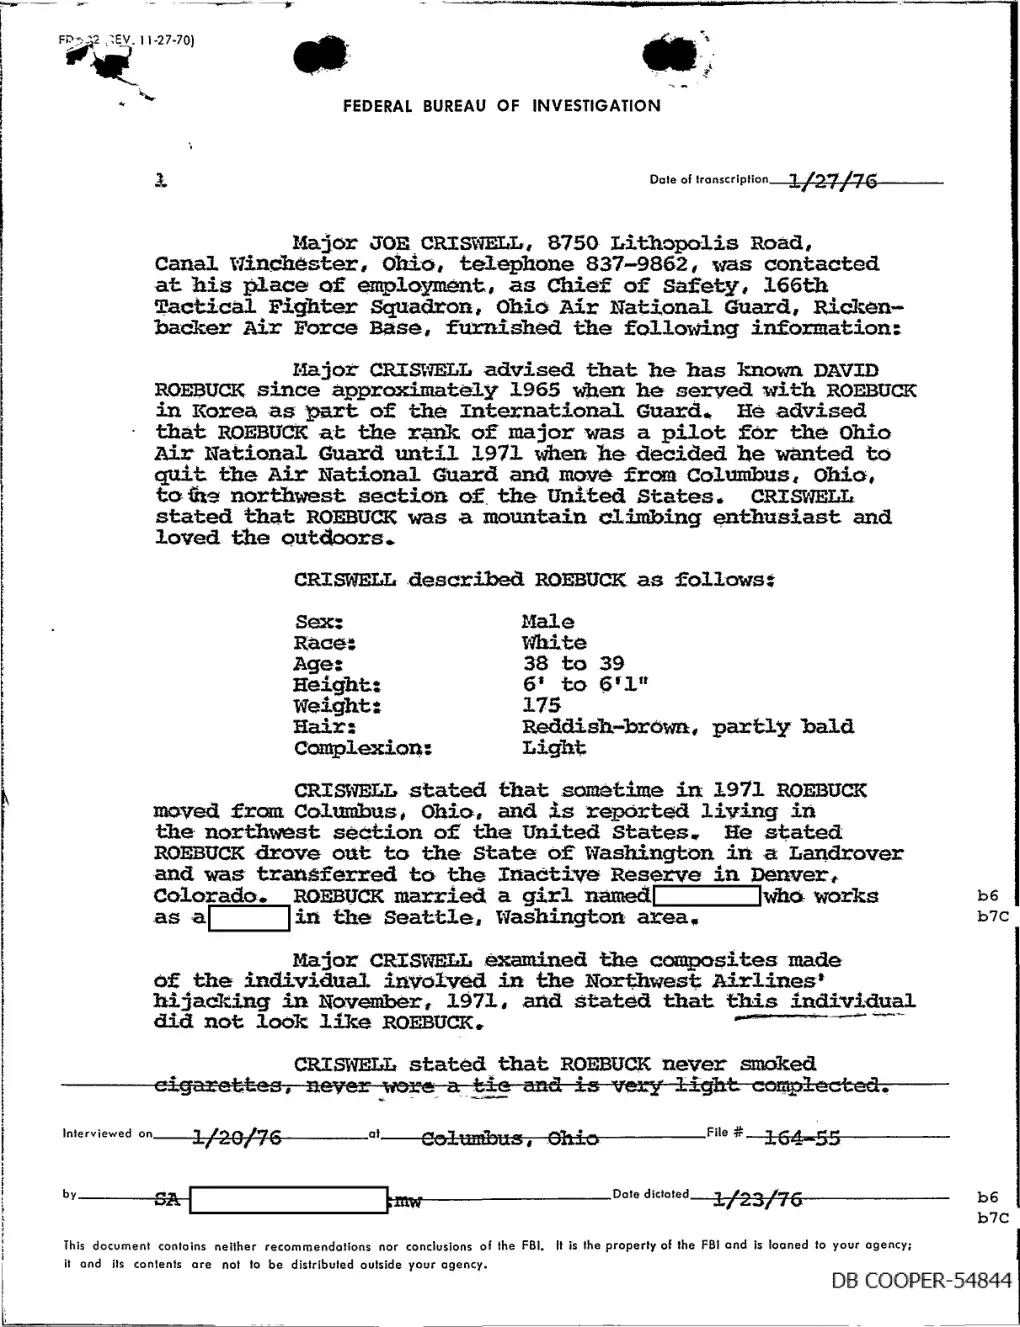 (REV. 11-27-70)
FEDERAL BUREAU OF INVESTIGATION
1
Date of transcription 1/27/76
Major JOE CRISWELL, 8750 Lithopolis Road,
Canal Winchester, Ohio, telephone 837-9862, was contacted
at his place of employment, as Chief of Safety, 166th
Tactical Fighter Squadron, Ohio Air National Guard, Ricken-
backer Air Force Base, furnished the following information:
Major CRISWELL advised that he has known DAVID
ROEBUCK since approximately 1965 when he served with ROEBUCK
in Korea as part of the International Guard. He advised
that ROEBUCK at the rank of major was a pilot for the Ohio
Air National Guard until 1971 when he decided he wanted to
quit the Air National Guard and move from Columbus, Ohio,
to the northwest section of the United States. CRISWELL
stated that ROEBUCK was a mountain climbing enthusiast and
loved the outdoors.
CRISWELL described ROEBUCK as follows:
Sex: Male
Race: White
Age: 38 to 39
Height: 6' to 6'1"
Weight: 175
Hair: Reddish-brown, partly bald
Complexion: Light
CRISWELL stated that sometime in 1971 ROEBUCK
moved from Columbus, Ohio, and is reported living in
the northwest section of the United States. He stated
ROEBUCK drove out to the State of Washington in a Landrover
and was transferred to the Inactive Reserve in Denver,
Colorado. ROEBUCK married a girl named who works b6
as a in the Seattle, Washington area. b7C
Major CRISWELL examined the composites made
of the individual involved in the Northwest Airlines'
hijacking in November, 1971, and stated that this individual
did not look like ROEBUCK.
CRISWELL stated that ROEBUCK never smoked
cigarettes, never wore a tie and is very light complected.
Interviewed on 1/20/76 at Columbus, Ohio File # 164-55
by SA :mw Date dictated 1/23/76 b6
b7C
This document contains neither recommendations nor conclusions of the FBI. It is the property of the FBI and is loaned to your agency;
it and its contents are not to be distributed outside your agency.
DB COOPER-54844